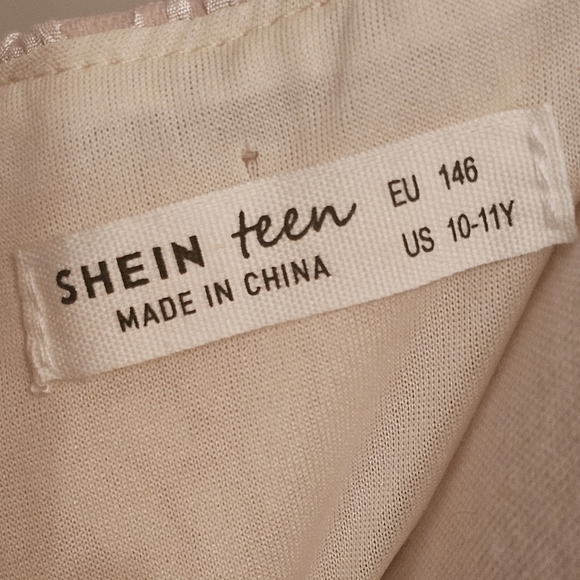 SHEIN teen EU 146
MADE IN CHINA US 10-11Y